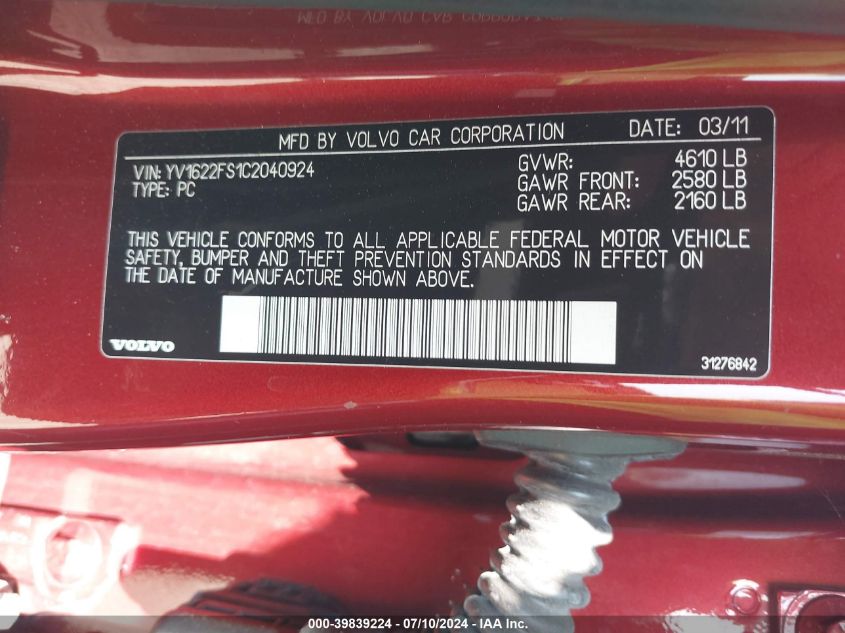 MFD BY VOLVO CAR CORPORATION DATE: 03/11
VIN: YV1622FS1C2040924
TYPE: PC
GVWR: 4610 LB
GAWR FRONT: 2580 LB
GAWR REAR: 2160 LB
THIS VEHICLE CONFORMS TO ALL APPLICABLE FEDERAL MOTOR VEHICLE
SAFETY, BUMPER AND THEFT PREVENTION STANDARDS IN EFFECT ON
THE DATE OF MANUFACTURE SHOWN ABOVE.
VOLVO
31276842
000-39839224 - 07/10/2024 - IAA Inc.